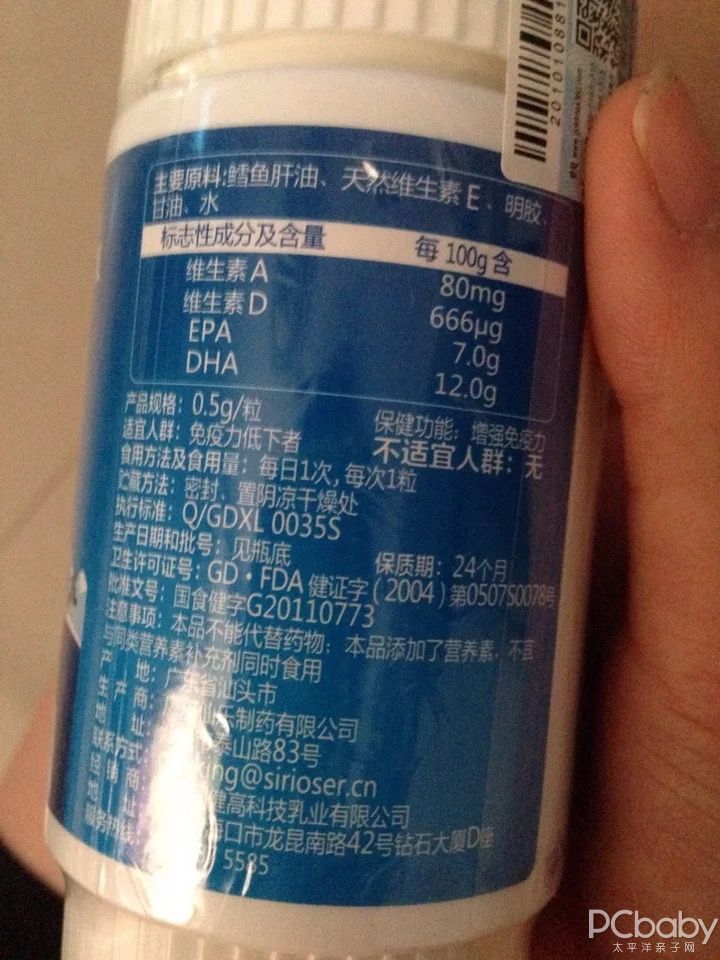 20101088
主要原料:鳕鱼肝油、天然维生素E、明胶、
甘油、水
标志性成分及含量 每100g含
维生素A 80mg
维生素D 666μg
EPA 7.0g
DHA 12.0g
产品规格：0.5g/粒 保健功能：增强免疫力
适宜人群：免疫力低下者 不适宜人群：无
食用方法及食用量：每日1次, 每次1粒
贮藏方法：密封、置阴凉干燥处
执行标准：Q/GDXL 0035S
生产日期和批号：见瓶底 保质期：24个月
卫生许可证号：GD·FDA 健证字(2004)第0507S0078号
批准文号：国食健字G20110773
注意事项：本品不能代替药物；本品添加了营养素，不宜
与同类营养素补充剂同时食用
产 地：广东省汕头市
生 产 商：仙乐制药有限公司
地 址：泰山路83号
联系方式：king@sirioser.cn
经 销 商：健高科技乳业有限公司
地 址：海口市龙昆南路42号钻石大厦D座
服务热线：5585
PCbaby
太平洋亲子网